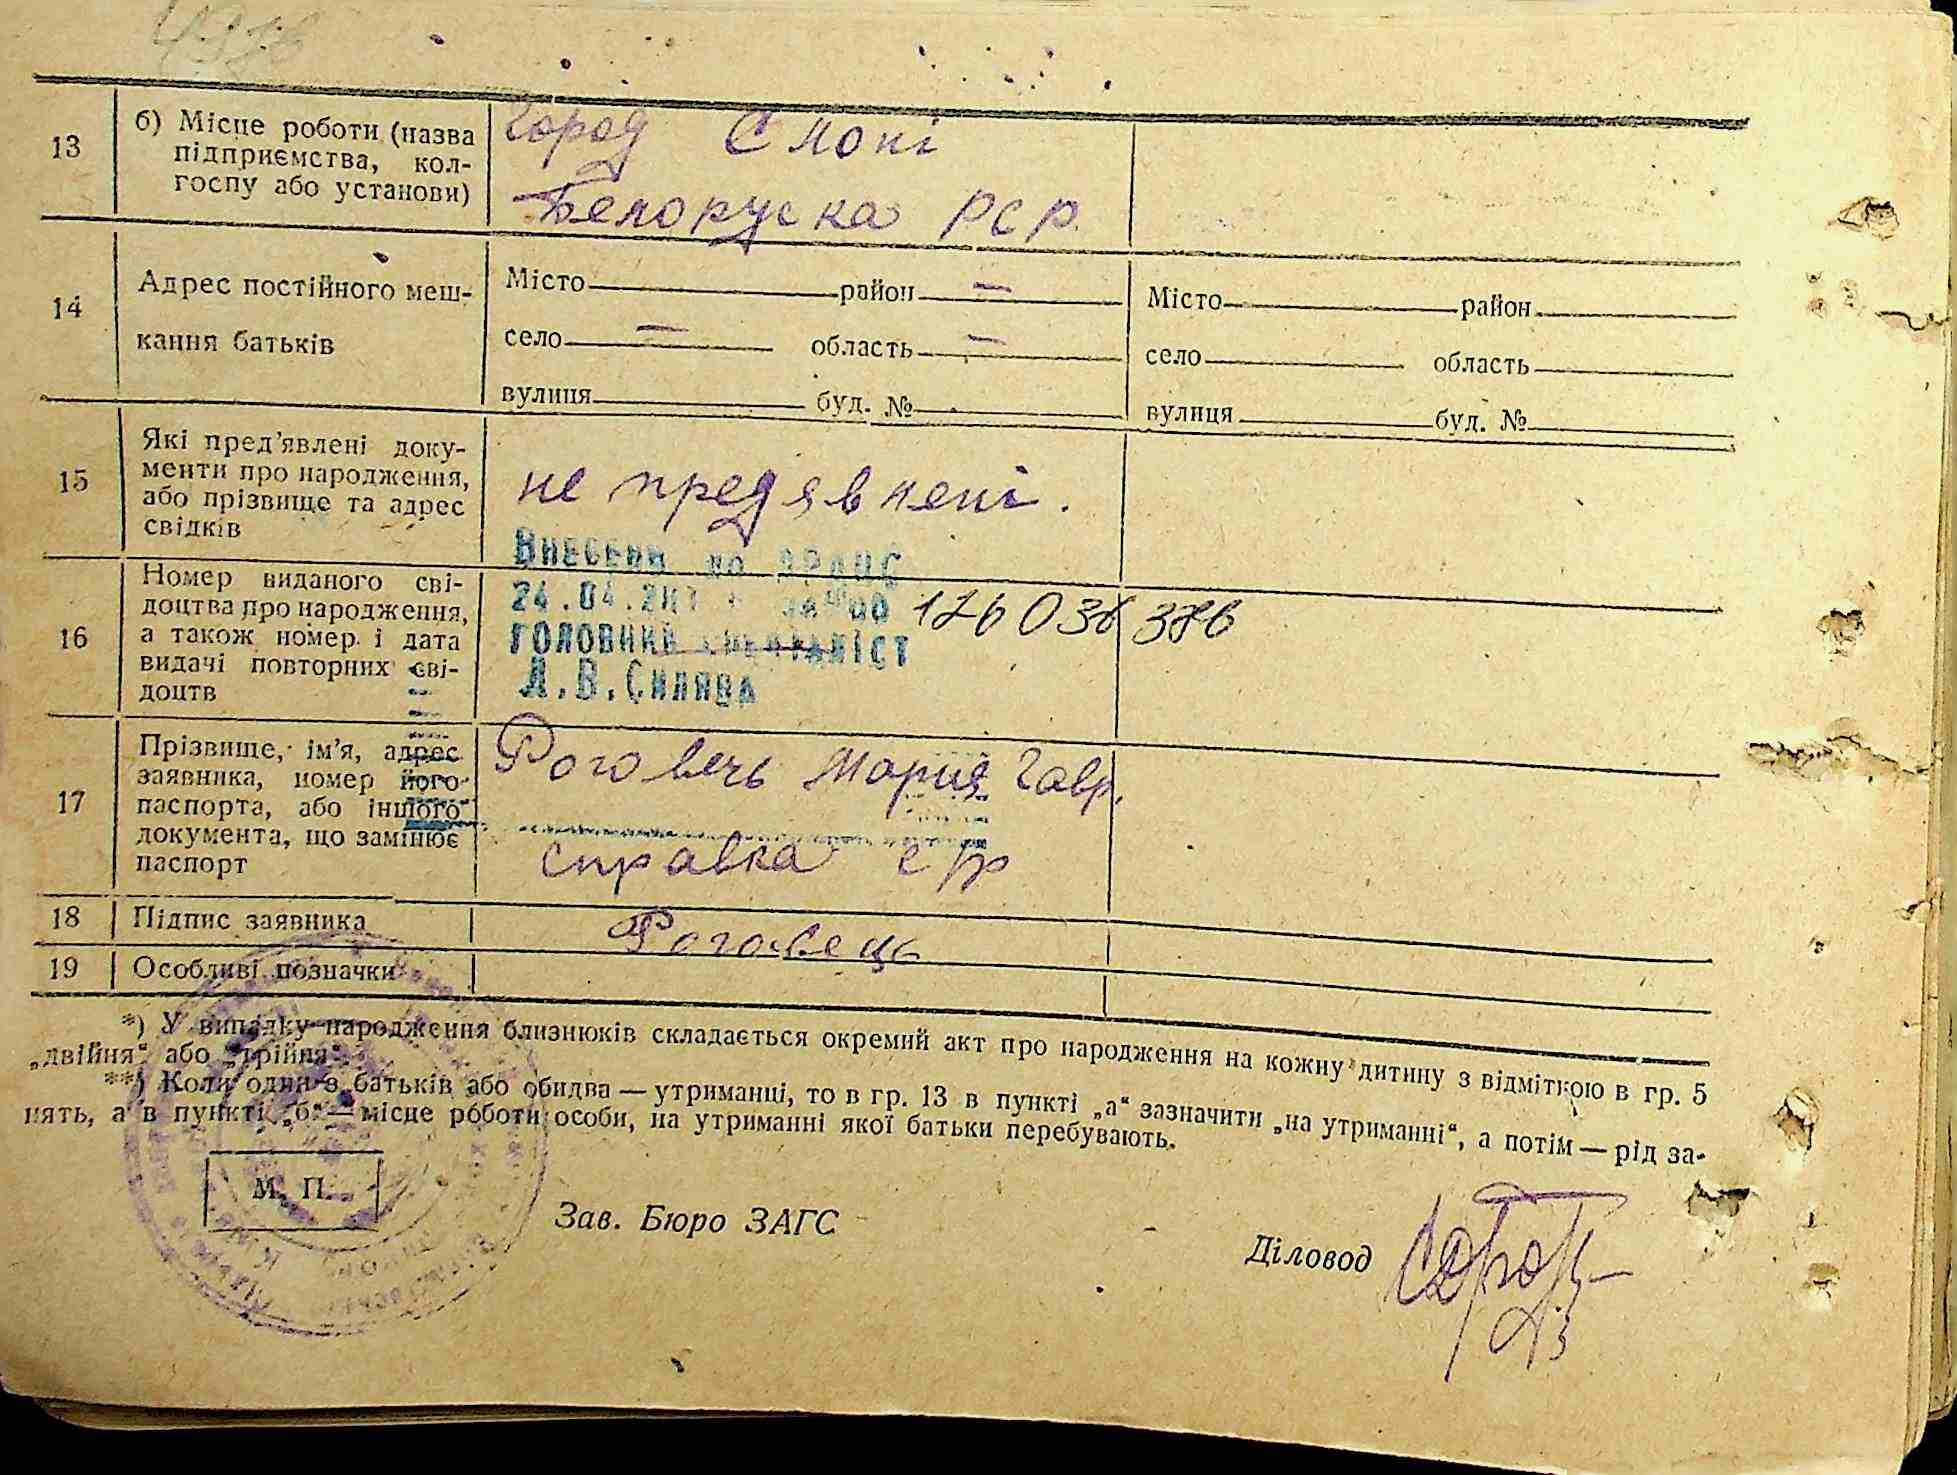 13
б) Місце роботи (назва
підприємства, кол-
госпу або установи)
Город Слоні
Белоруска РСР.
14
Адрес постійного меш-
кання батьків
Місто район —
село — область —
вулиця буд. №
Місто район
село область
вулиця буд. №
15
Які пред’явлені доку-
менти про народження,
або прізвище та адрес
свідків
не предявлені.
16
Номер виданого сві-
доцтва про народження,
а також номер і дата
видачі повторних сві-
доцтв
Внесени до
24.04.
ГОЛОВНИЙ СПЕЦІАЛІСТ
Л.В.Силява
17
Прізвище, ім’я, адрес
заявника, номер його
паспорта, або іншого
документа, що замінює
паспорт
Роговечь Мария Гавр.
справка с/р
18
Підпис заявника
Роговець
19
Особливі позначки
*) У випадку народження близнюків складається окремий акт про народження на кожну дитину з відміткою в гр. 5
„двійня“ або „трійня“.
**) Коли один з батьків або обидва — утриманці, то в гр. 13 в пункті „а“ зазначити „на утриманні“, а потім — рід за-
нять, а в пункті „б“ — місце роботи особи, на утриманні якої батьки перебувають.
М. П.
Зав. Бюро ЗАГС
Діловод